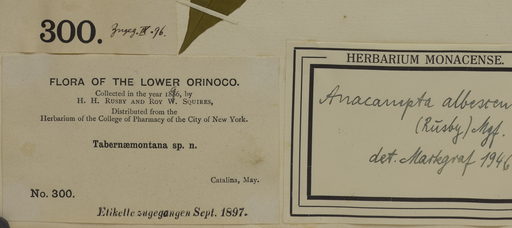 300. Zugeg. IV. 96.
FLORA OF THE LOWER ORINOCO.
Collected in the year 1896, by
H. H. RUSBY AND ROY W. SQUIRES,
Distributed from the
Herbarium of the College of Pharmacy of the City of New York.
Tabernæmontana sp. n.
Catalina, May.
No. 300.
Etikette zugegangen Sept. 1897.
HERBARIUM MONACENSE.
Anacampta albescen
(Rusby) Mgf.
det. Markgraf 1946